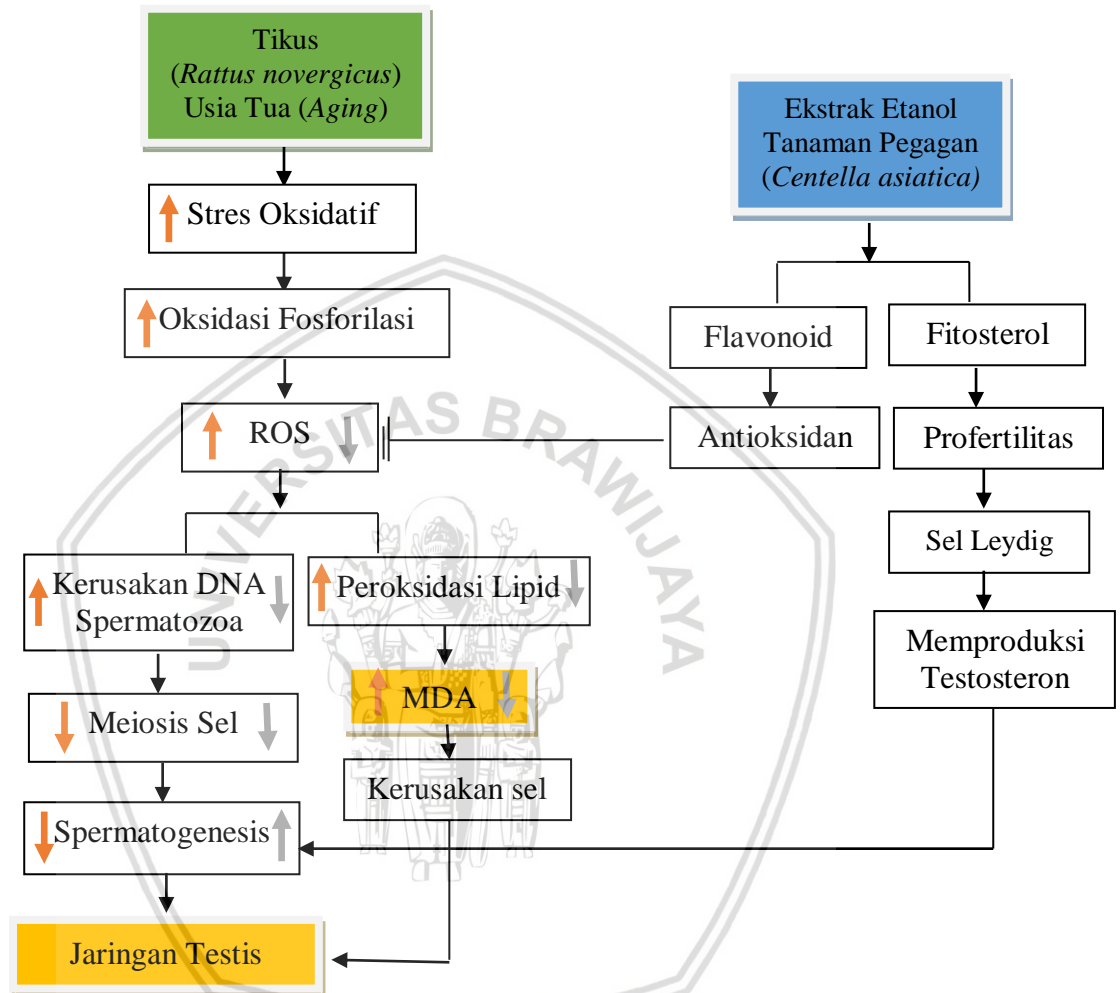 Tikus
(Rattus novergicus)
Usia Tua (Aging)
Ekstrak Etanol
Tanaman Pegagan
(Centella asiatica)
Stres Oksidatif
Oksidasi Fosforilasi
Flavonoid
Fitosterol
ROS
Antioksidan
Profertilitas
UNIVERSITAS BRAWIJAYA
Sel Leydig
Kerusakan DNA
Spermatozoa
Peroksidasi Lipid
Memproduksi
Testosteron
MDA
Meiosis Sel
Kerusakan sel
Spermatogenesis
Jaringan Testis